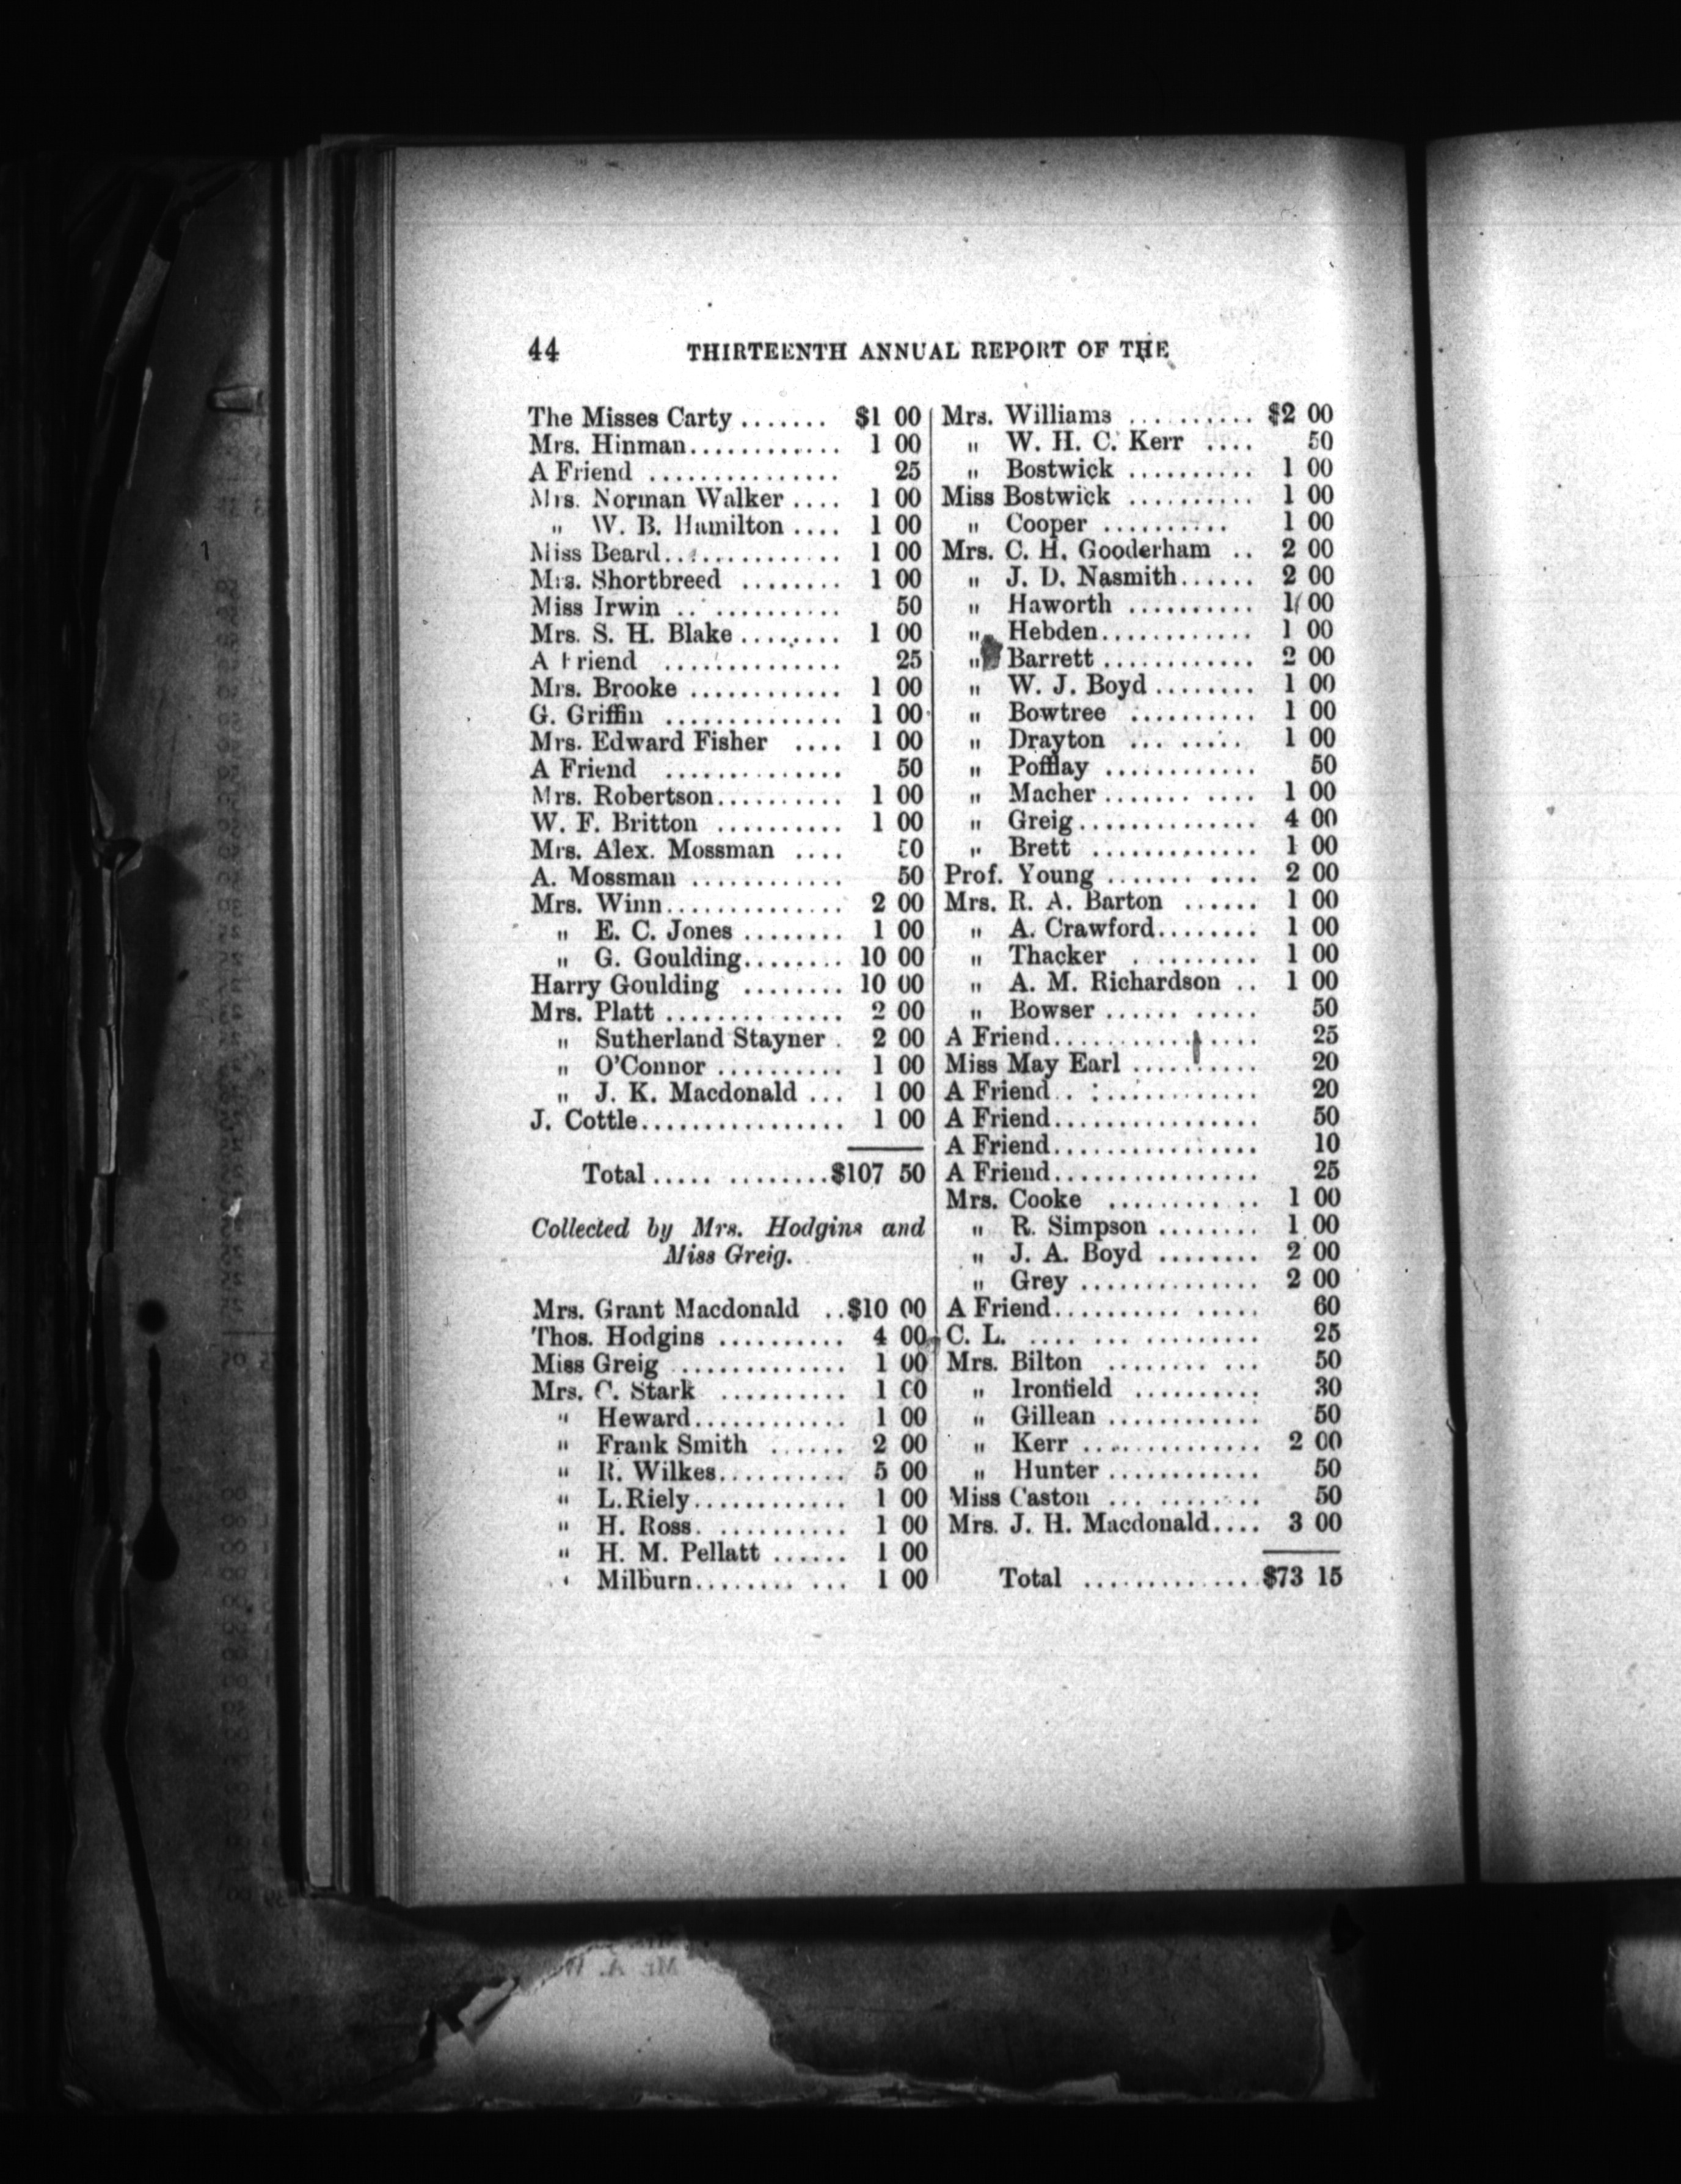 44 THIRTEENTH ANNUAL REPORT OF THE
The Misses Carty ....... $1 00
Mrs. Hinman............ 1 00
A Friend ............... 25
Mrs. Norman Walker .... 1 00
" W. B. Hamilton .... 1 00
Miss Beard.............. 1 00
Mrs. Shortbreed ........ 1 00
Miss Irwin .. .......... 50
Mrs. S. H. Blake ........ 1 00
A Friend .............. 25
Mrs. Brooke ............ 1 00
G. Griffin .............. 1 00
Mrs. Edward Fisher .... 1 00
A Friend .............. 50
Mrs. Robertson.......... 1 00
W. F. Britton .......... 1 00
Mrs. Alex. Mossman .... 50
A. Mossman ............ 50
Mrs. Winn.............. 2 00
" E. C. Jones ........ 1 00
" G. Goulding........ 10 00
Harry Goulding ........ 10 00
Mrs. Platt .............. 2 00
" Sutherland Stayner . 2 00
" O'Connor .......... 1 00
" J. K. Macdonald ... 1 00
J. Cottle................ 1 00
Total ..... ........$107 50
Collected by Mrs. Hodgins and
Miss Greig.
Mrs. Grant Macdonald ..$10 00
Thos. Hodgins .......... 4 00
Miss Greig ............. 1 00
Mrs. C. Stark .......... 1 00
" Heward............ 1 00
" Frank Smith ...... 2 00
" R. Wilkes.......... 5 00
" L. Riely............ 1 00
" H. Ross. .......... 1 00
" H. M. Pellatt ...... 1 00
" Milburn........ ... 1 00
Mrs. Williams .......... $2 00
" W. H. C. Kerr .... 50
" Bostwick .......... 1 00
Miss Bostwick .......... 1 00
" Cooper .......... 1 00
Mrs. C. H. Gooderham .. 2 00
" J. D. Nasmith...... 2 00
" Haworth .......... 1 00
" Hebden............ 1 00
" Barrett ............ 2 00
" W. J. Boyd ........ 1 00
" Bowtree .......... 1 00
" Drayton ... ..... 1 00
" Pofflay ............ 50
" Macher ....... .... 1 00
" Greig.............. 4 00
" Brett ............. 1 00
Prof. Young ....... .... 2 00
Mrs. R. A. Barton ...... 1 00
" A. Crawford........ 1 00
" Thacker . ........ 1 00
" A. M. Richardson .. 1 00
" Bowser ...... ..... 50
A Friend................ 25
Miss May Earl .......... 20
A Friend . . : ............ 20
A Friend................ 50
A Friend................ 10
A Friend................ 25
Mrs. Cooke ............ 1 00
" R. Simpson ........ 1 00
" J. A. Boyd ........ 2 00
" Grey .............. 2 00
A Friend.......... ..... 60
C. L. .... ... ......... 25
Mrs. Bilton ........ ... 50
" Ironfield .......... 30
" Gillean ............ 50
" Kerr .............. 2 00
" Hunter ............ 50
Miss Caston ... ........ 50
Mrs. J. H. Macdonald.... 3 00
Total ..............$73 15